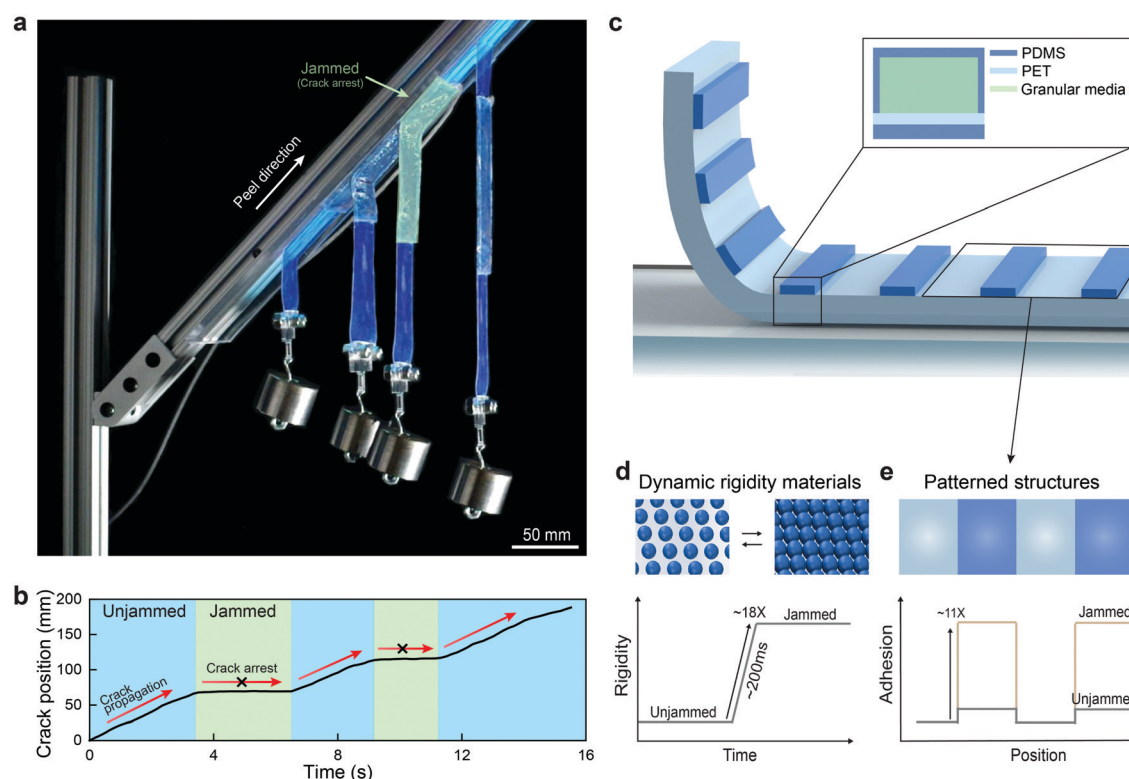 a
Jammed
(Crack arrest)
Peel direction
50 mm
b
Crack position (mm)
200
150
100
50
0
Unjammed
Jammed
Crack propagation
Crack arrest
0
4
8
12
16
Time (s)
c
PDMS
PET
Granular media
d
Dynamic rigidity materials
Rigidity
Unjammed
~18X
~200ms
Jammed
Time
e
Patterned structures
Adhesion
~11X
Jammed
Unjammed
Position